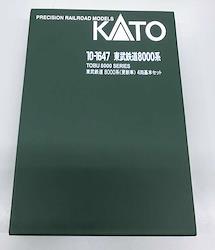 PRECISION RAILROAD MODELS
KATO
10-1647 東武鉄道8000系
TOBU 8000 SERIES
東武鉄道 8000系(更新車) 4両基本セット